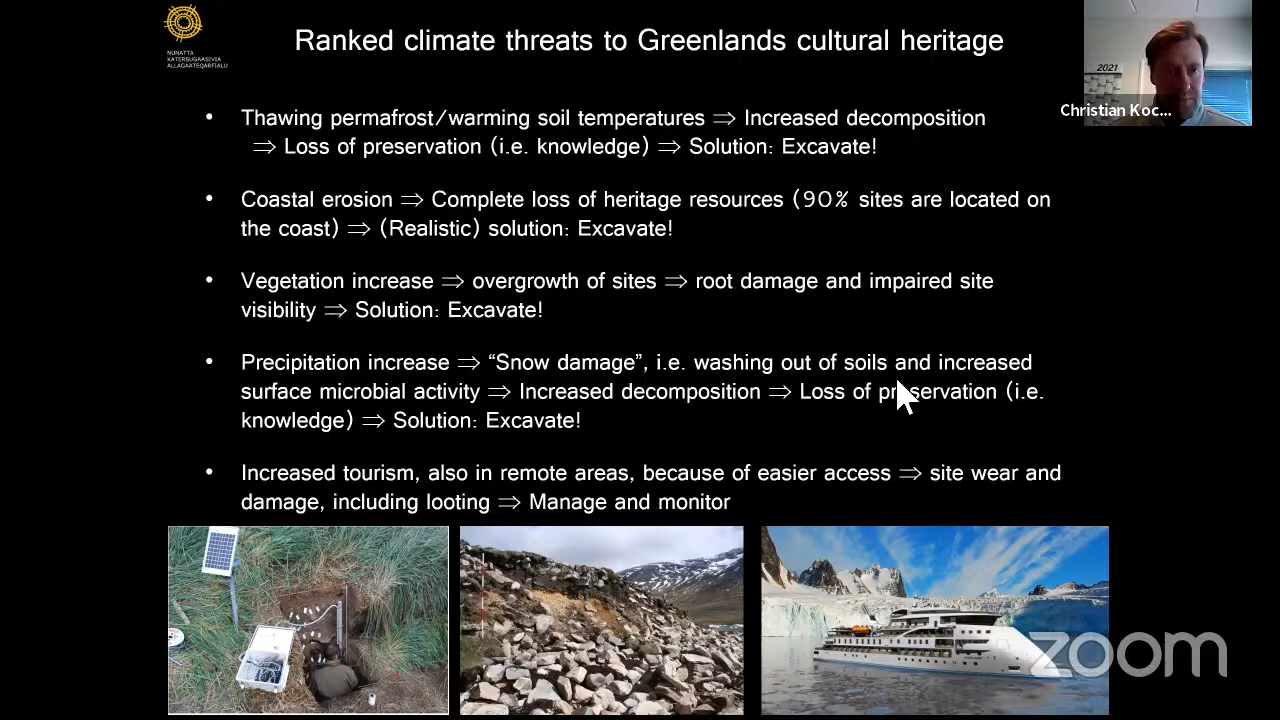 Ranked climate threats to Greenlands cultural heritage
NUNATTA
KATERSUGAASIVIA
ALLAGAATEQARFIALU
2021
Christian Koc...
• Thawing permafrost/warming soil temperatures ⇒ Increased decomposition
⇒ Loss of preservation (i.e. knowledge) ⇒ Solution: Excavate!
• Coastal erosion ⇒ Complete loss of heritage resources (90% sites are located on
the coast) ⇒ (Realistic) solution: Excavate!
• Vegetation increase ⇒ overgrowth of sites ⇒ root damage and impaired site
visibility ⇒ Solution: Excavate!
• Precipitation increase ⇒ “Snow damage”, i.e. washing out of soils and increased
surface microbial activity ⇒ Increased decomposition ⇒ Loss of preservation (i.e.
knowledge) ⇒ Solution: Excavate!
• Increased tourism, also in remote areas, because of easier access ⇒ site wear and
damage, including looting ⇒ Manage and monitor
zoom